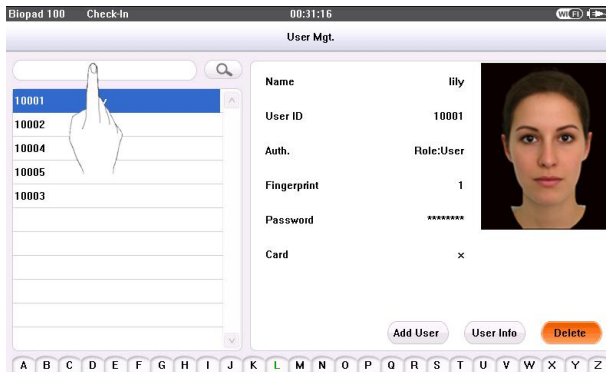 Biopad 100 Check-In 00:31:16 WIFI
User Mgt.
Name lily
10001
User ID 10001
10002
10004
Auth. Role:User
10005
Fingerprint 1
10003
Password ********
Card ×
Add User User Info Delete
A B C D E F G H I J K L M N O P Q R S T U V W X Y Z